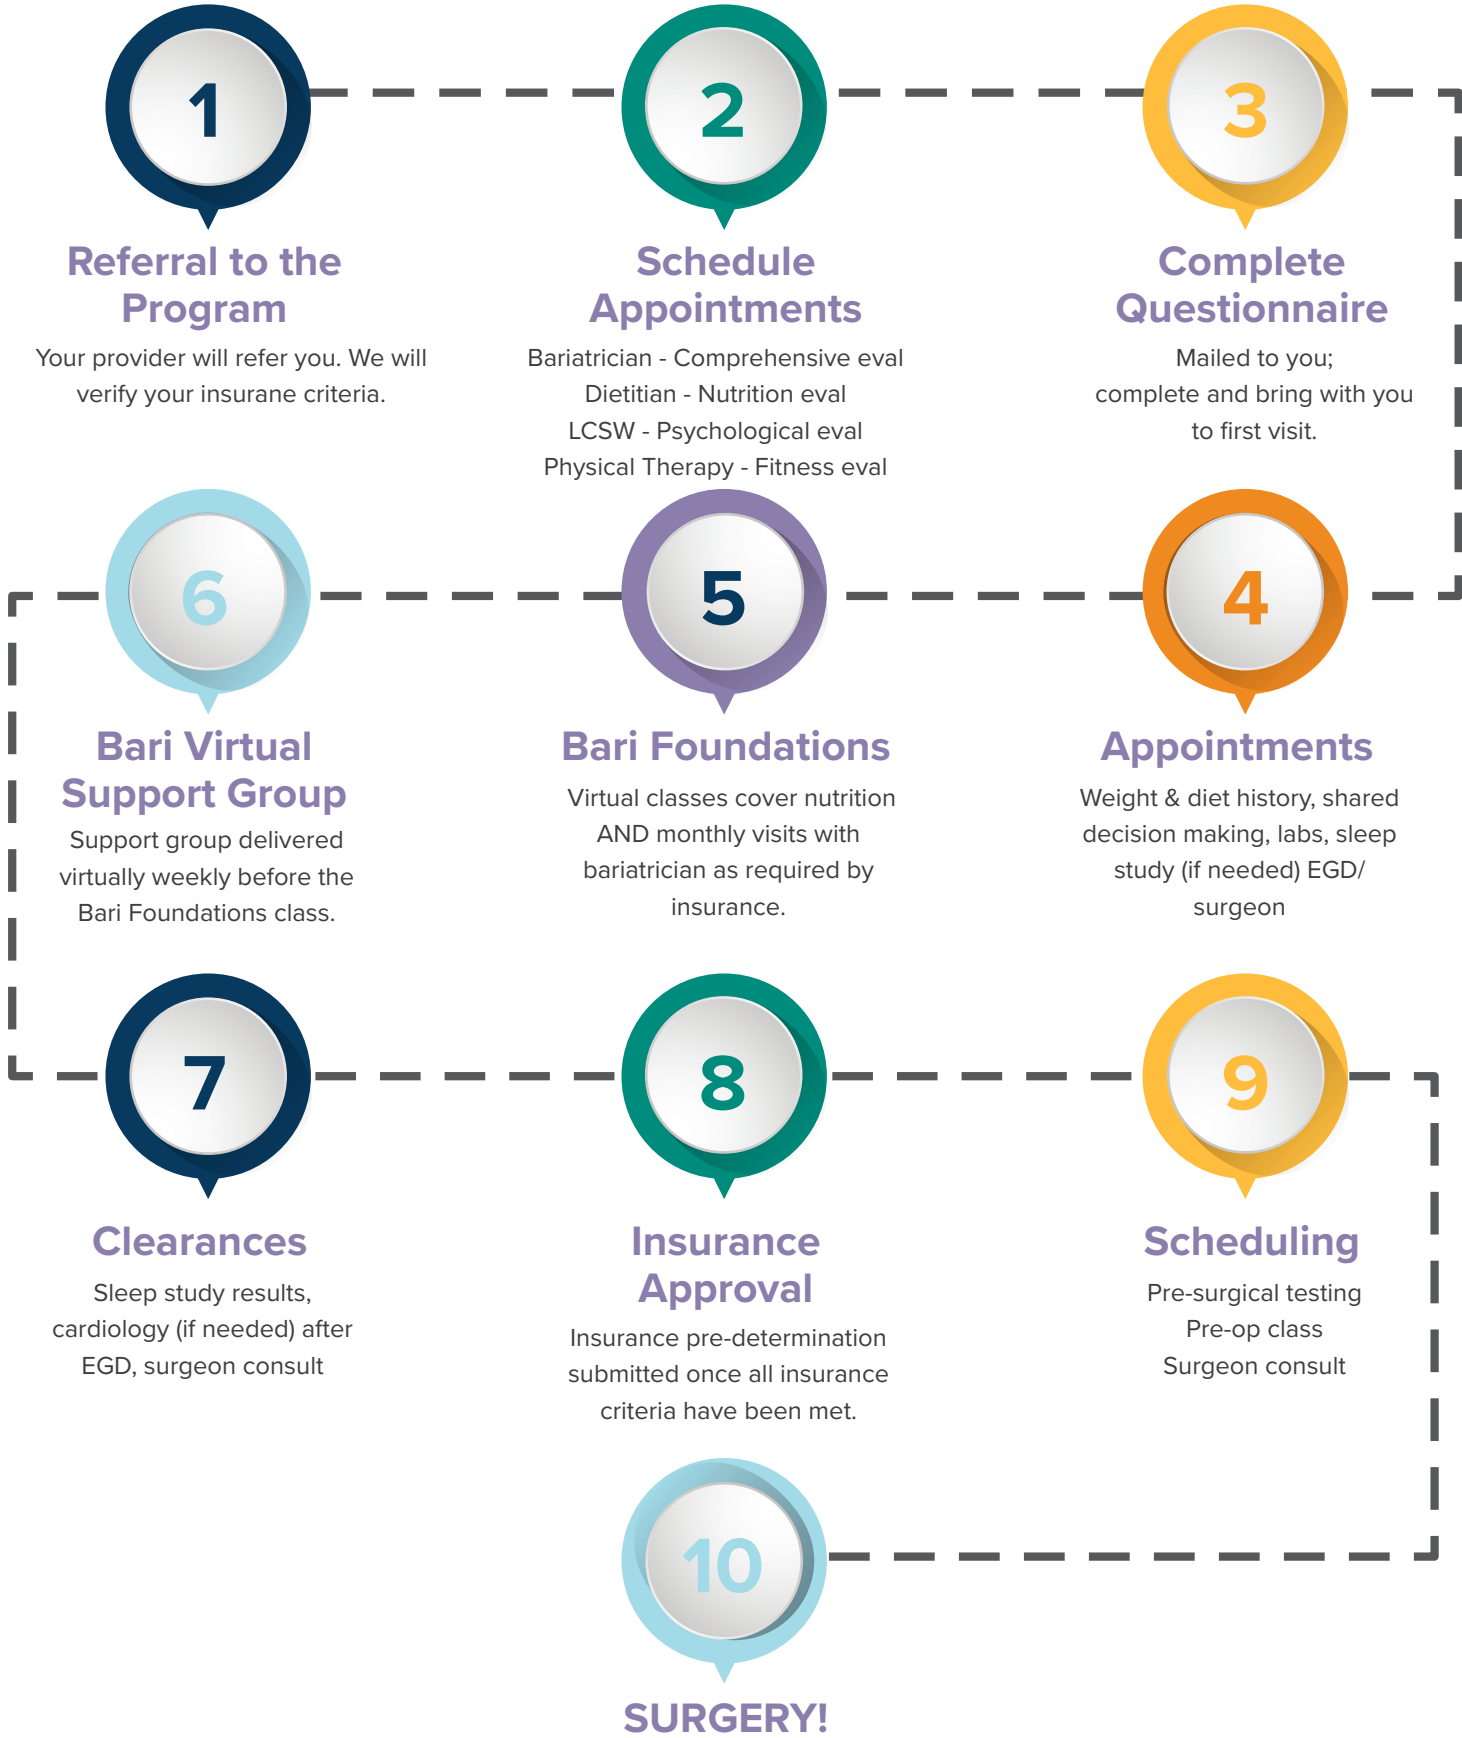 1
Referral to the
Program
Your provider will refer you. We will
verify your insurane criteria.
2
Schedule
Appointments
Bariatrician - Comprehensive eval
Dietitian - Nutrition eval
LCSW - Psychological eval
Physical Therapy - Fitness eval
3
Complete
Questionnaire
Mailed to you;
complete and bring with you
to first visit.
4
Appointments
Weight & diet history, shared
decision making, labs, sleep
study (if needed) EGD/
surgeon
5
Bari Foundations
Virtual classes cover nutrition
AND monthly visits with
bariatrician as required by
insurance.
6
Bari Virtual
Support Group
Support group delivered
virtually weekly before the
Bari Foundations class.
7
Clearances
Sleep study results,
cardiology (if needed) after
EGD, surgeon consult
8
Insurance
Approval
Insurance pre-determination
submitted once all insurance
criteria have been met.
9
Scheduling
Pre-surgical testing
Pre-op class
Surgeon consult
10
SURGERY!